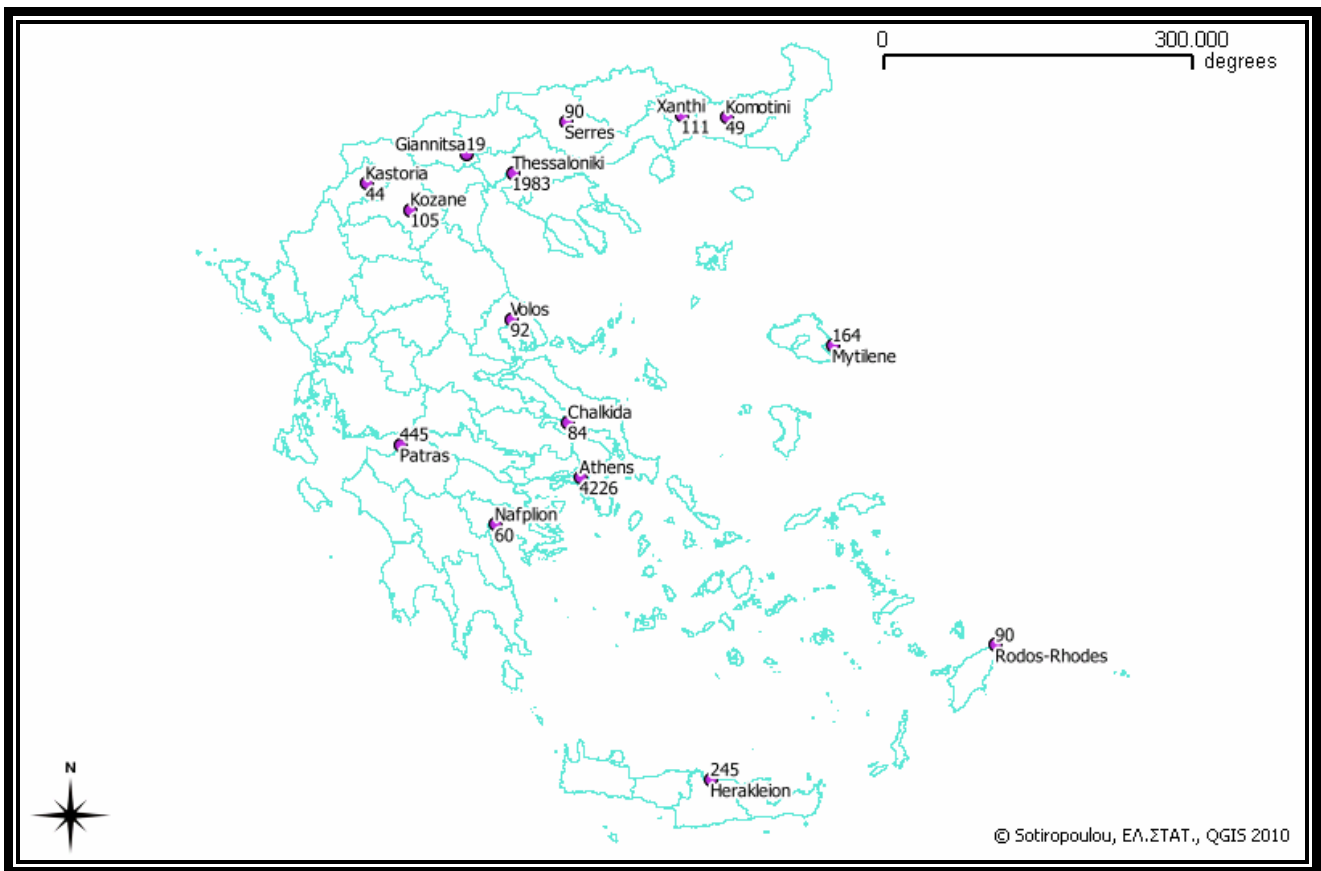 0 300.000
degrees
90
Serres
Xanthi
111
Komotini
49
Giannitsa19
Thessaloniki
1983
Kastoria
44
Kozane
105
Volos
92
164
Mytilene
Chalkida
84
445
Patras
Athens
4226
Nafplion
60
90
Rodos-Rhodes
245
Herakleion
N
© Sotiropoulou, ΕΛ.ΣΤΑΤ., QGIS 2010